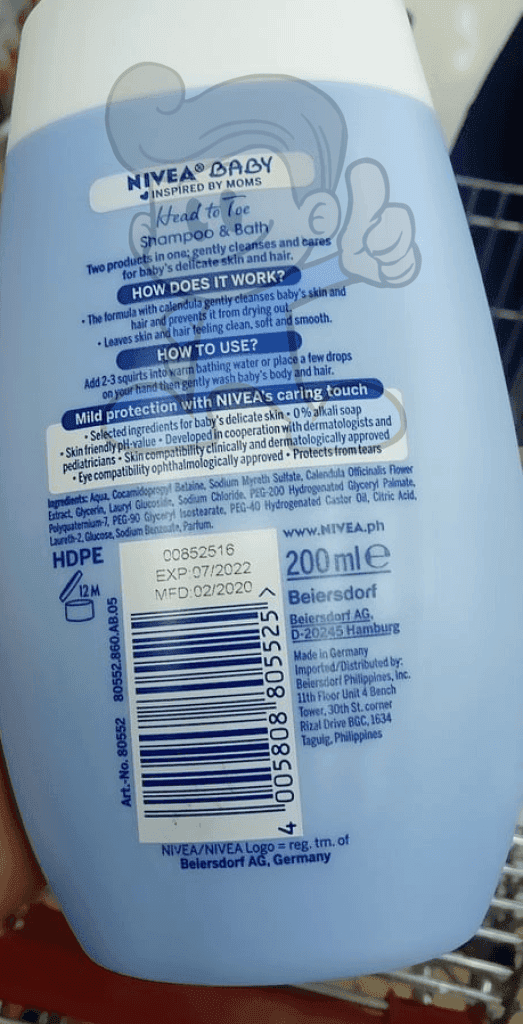 NIVEA® BABY
INSPIRED BY MOMS
Head to Toe
Shampoo & Bath
Two products in one; gently cleanses and cares
for baby's delicate skin and hair.
HOW DOES IT WORK?
• The formula with calendula gently cleanses baby's skin and
hair and prevents it from drying out.
• Leaves skin and hair feeling clean, soft and smooth.
HOW TO USE?
Add 2-3 squirts into warm bathing water or place a few drops
on your hand then gently wash baby's body and hair.
Mild protection with NIVEA's caring touch
• Selected ingredients for baby's delicate skin • 0% alkali soap
• Skin friendly pH-value • Developed in cooperation with dermatologists and
pediatricians • Skin compatibility clinically and dermatologically approved
• Eye compatibility ophthalmologically approved • Protects from tears
Ingredients: Aqua, Cocamidopropyl Betaine, Sodium Myreth Sulfate, Calendula Officinalis Flower
Extract, Glycerin, Lauryl Glucoside, Sodium Chloride, PEG-200 Hydrogenated Glyceryl Palmate,
Polyquaternium-7, PEG-90 Glyceryl Isostearate, PEG-40 Hydrogenated Castor Oil, Citric Acid,
Laureth-2, Glucose, Sodium Benzoate, Parfum.
HDPE
12 M
00852516
EXP:07/2022
MFD:02/2020
www.NIVEA.ph
200 ml e
Beiersdorf
Beiersdorf AG,
D-20245 Hamburg
Made in Germany
Imported/Distributed by:
Beiersdorf Philippines, Inc.
11th Floor Unit 4 Bench
Tower, 30th St. corner
Rizal Drive BGC, 1634
Taguig, Philippines
Art.-No. 80552 80552.860.AB.05
4 005808 805525 >
NIVEA/NIVEA Logo = reg. tm. of
Beiersdorf AG, Germany